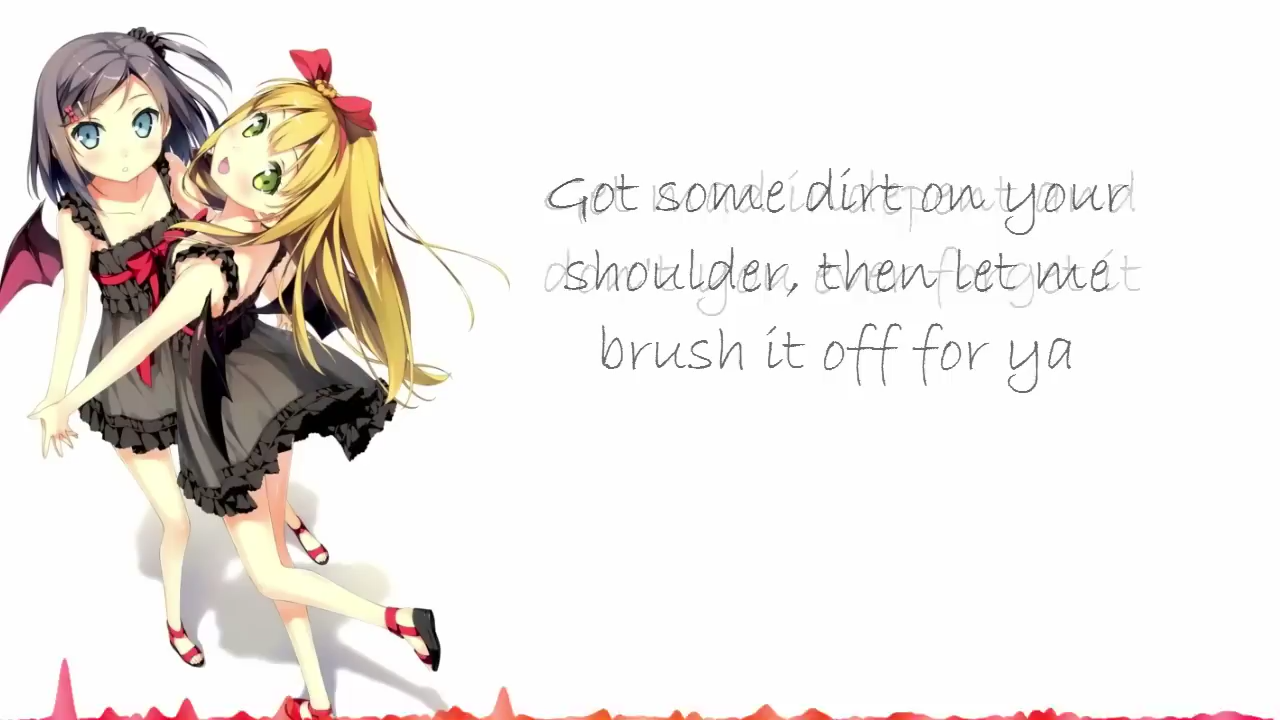 Got some dirt on your
shoulder, then let me
brush it off for ya